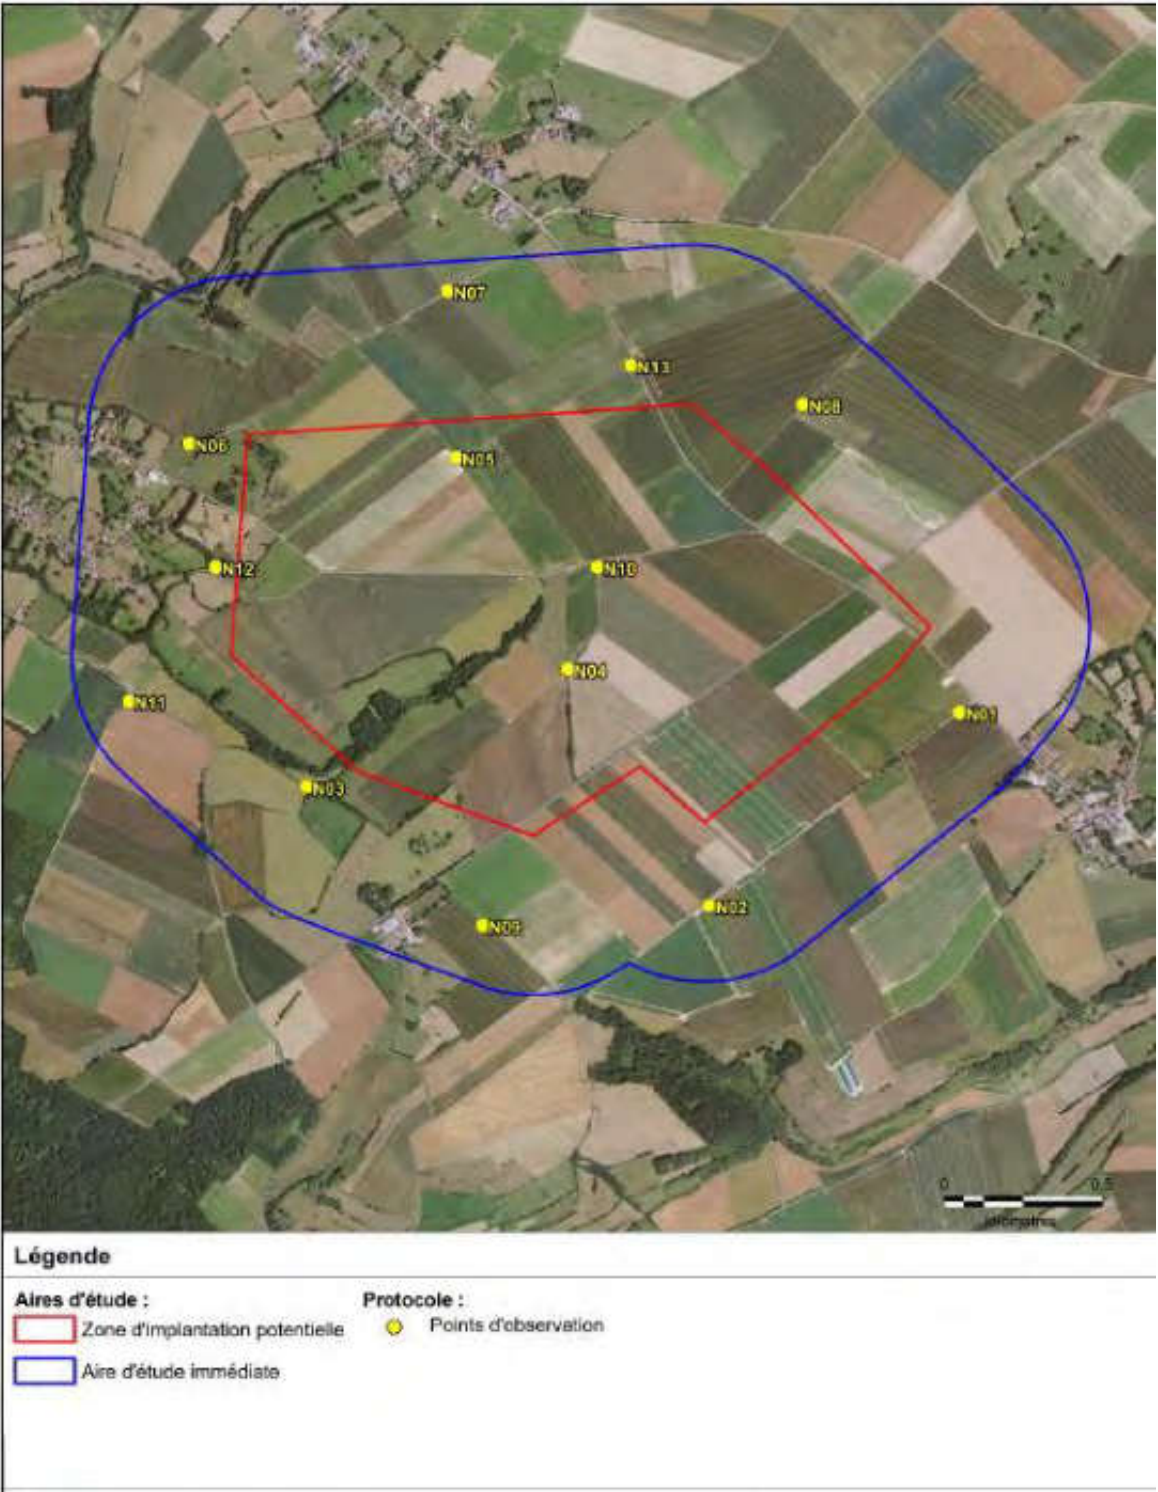 N07
N13
N08
N06
N05
N12
N10
N04
N11
N01
N03
N02
N09
0 0,5
kilomètres
Légende
Aires d'étude : Protocole :
Zone d'implantation potentielle Points d'observation
Aire d'étude immédiate